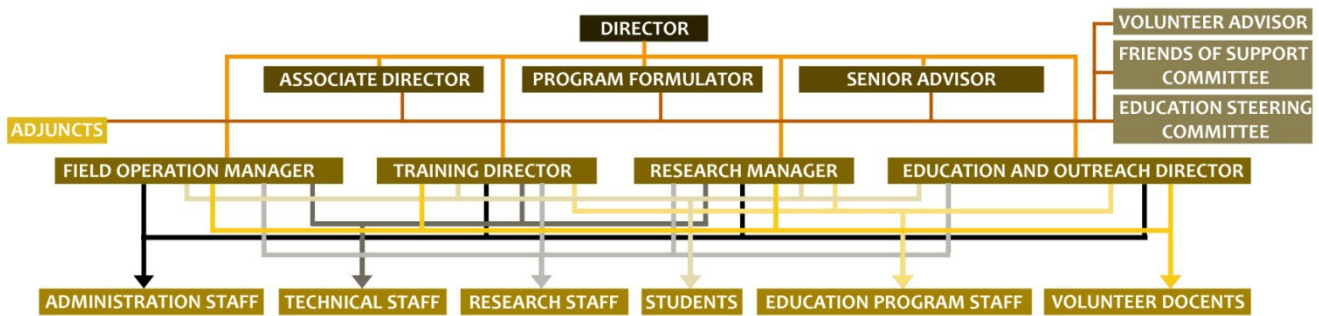 DIRECTOR
VOLUNTEER ADVISOR
FRIENDS OF SUPPORT
COMMITTEE
ASSOCIATE DIRECTOR
PROGRAM FORMULATOR
SENIOR ADVISOR
EDUCATION STEERING
COMMITTEE
ADJUNCTS
FIELD OPERATION MANAGER
TRAINING DIRECTOR
RESEARCH MANAGER
EDUCATION AND OUTREACH DIRECTOR
ADMINISTRATION STAFF
TECHNICAL STAFF
RESEARCH STAFF
STUDENTS
EDUCATION PROGRAM STAFF
VOLUNTEER DOCENTS